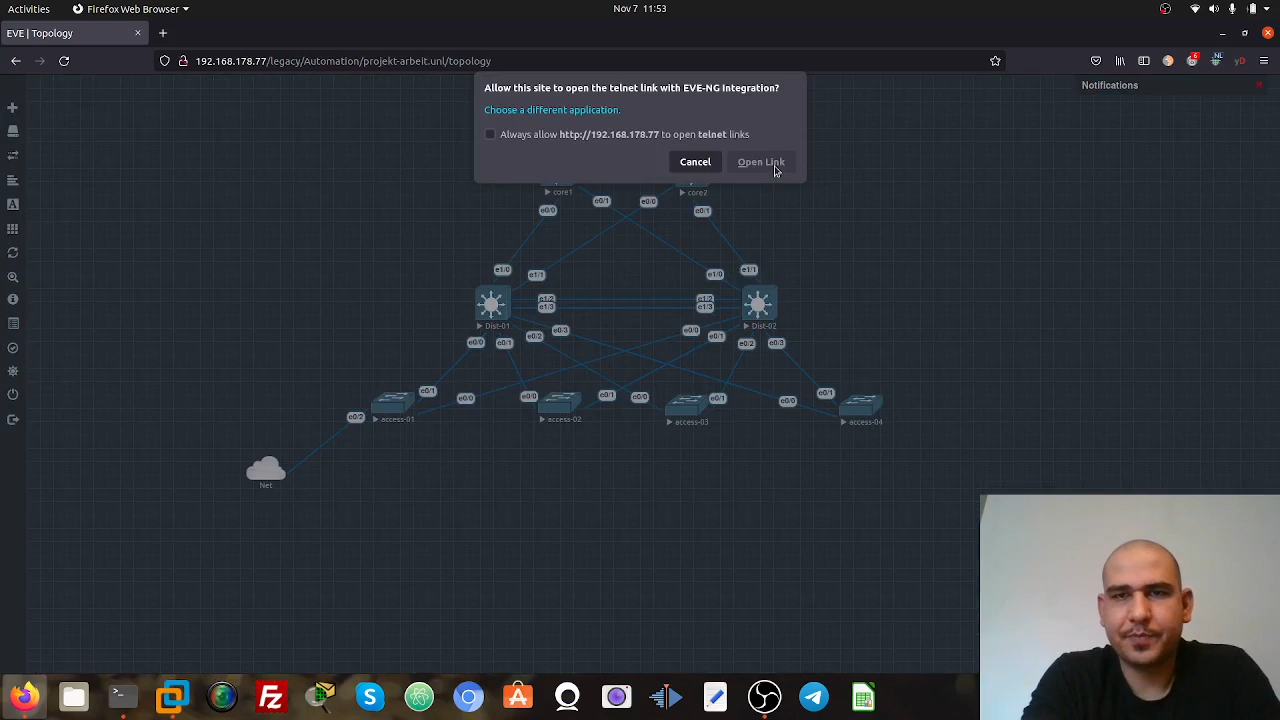 Activities
Firefox Web Browser
Nov 7 11:53
EVE | Topology
192.168.178.77/legacy/Automation/projekt-arbeit.unl/topology
6
NL
yD
Allow this site to open the telnet link with EVE-NG Integration?
Choose a different application.
Always allow http://192.168.178.77 to open telnet links
Cancel
Open Link
Notifications
core1
core2
e0/0
e0/1
e0/0
e0/1
e1/0
e1/1
e1/0
e1/1
e1/2
e1/2
e1/3
e1/3
Dist-01
Dist-02
e0/0
e0/1
e0/2
e0/3
e0/0
e0/1
e0/2
e0/3
e0/1
e0/0
e0/0
e0/1
e0/0
e0/1
e0/0
e0/1
e0/2
access-01
access-02
access-03
access-04
Net